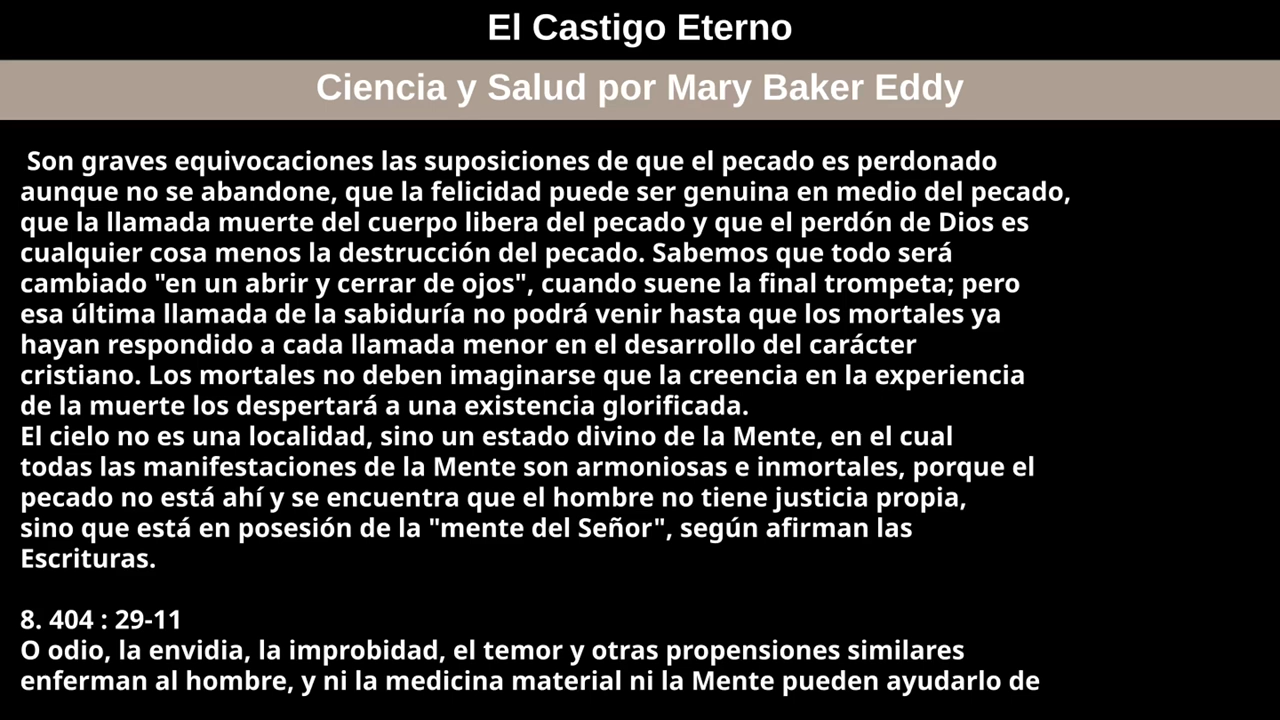 El Castigo Eterno
Ciencia y Salud por Mary Baker Eddy
Son graves equivocaciones las suposiciones de que el pecado es perdonado
aunque no se abandone, que la felicidad puede ser genuina en medio del pecado,
que la llamada muerte del cuerpo libera del pecado y que el perdón de Dios es
cualquier cosa menos la destrucción del pecado. Sabemos que todo será
cambiado "en un abrir y cerrar de ojos", cuando suene la final trompeta; pero
esa última llamada de la sabiduría no podrá venir hasta que los mortales ya
hayan respondido a cada llamada menor en el desarrollo del carácter
cristiano. Los mortales no deben imaginarse que la creencia en la experiencia
de la muerte los despertará a una existencia glorificada.
El cielo no es una localidad, sino un estado divino de la Mente, en el cual
todas las manifestaciones de la Mente son armoniosas e inmortales, porque el
pecado no está ahí y se encuentra que el hombre no tiene justicia propia,
sino que está en posesión de la "mente del Señor", según afirman las
Escrituras.
8. 404 : 29-11
O odio, la envidia, la improbidad, el temor y otras propensiones similares
enferman al hombre, y ni la medicina material ni la Mente pueden ayudarlo de